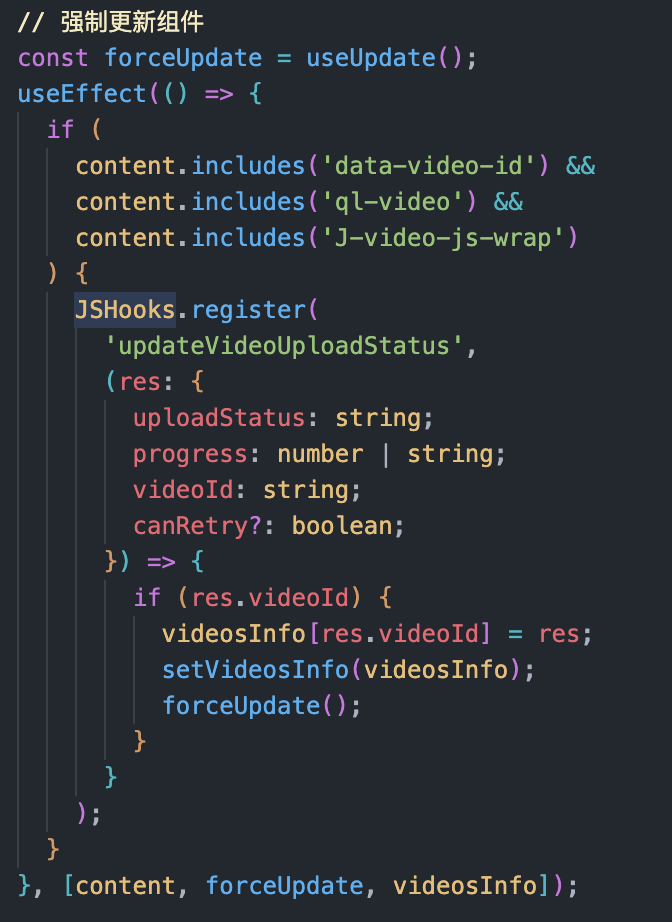 // 强制更新组件
const forceUpdate = useUpdate();
useEffect(() => {
  if (
    content.includes('data-video-id') &&
    content.includes('ql-video') &&
    content.includes('J-video-js-wrap')
  ) {
    JSHooks.register(
      'updateVideoUploadStatus',
      (res: {
        uploadStatus: string;
        progress: number | string;
        videoId: string;
        canRetry?: boolean;
      }) => {
        if (res.videoId) {
          videosInfo[res.videoId] = res;
          setVideosInfo(videosInfo);
          forceUpdate();
        }
      }
    );
  }
}, [content, forceUpdate, videosInfo]);